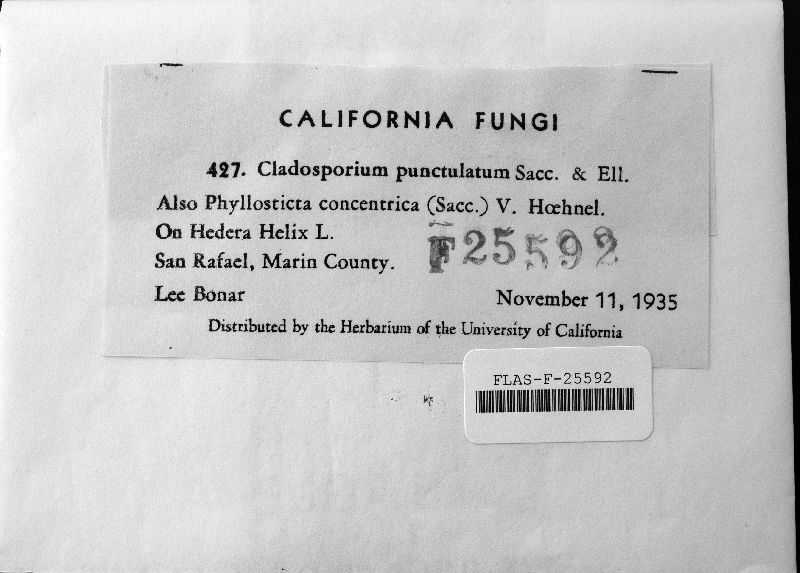 CALIFORNIA FUNGI
427. Cladosporium punctulatum Sacc. & Ell.
Also Phyllosticta concentrica (Sacc.) V. Hœhnel.
On Hedera Helix L.
San Rafael, Marin County.
F25592
Lee Bonar
November 11, 1935
Distributed by the Herbarium of the University of California
FLAS-F-25592